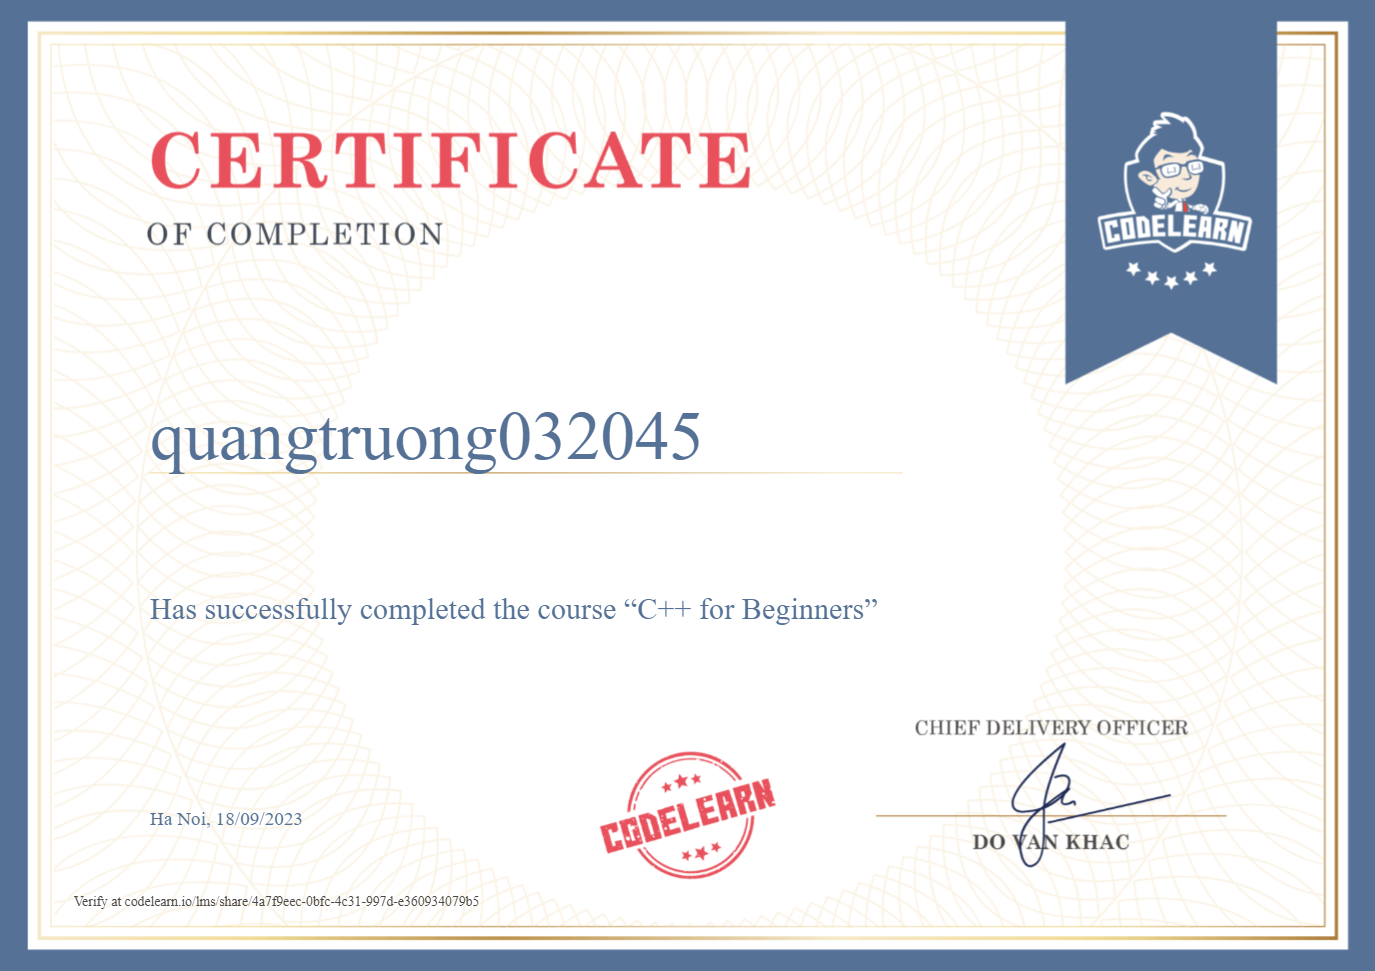 CERTIFICATE
OF COMPLETION
CODELEARN
quangtruong032045
Has successfully completed the course “C++ for Beginners”
CHIEF DELIVERY OFFICER
CODELEARN
Ha Noi, 18/09/2023
DO VAN KHAC
Verify at codelearn.io/lms/share/4a7f9eec-0bfc-4c31-997d-e360934079b5